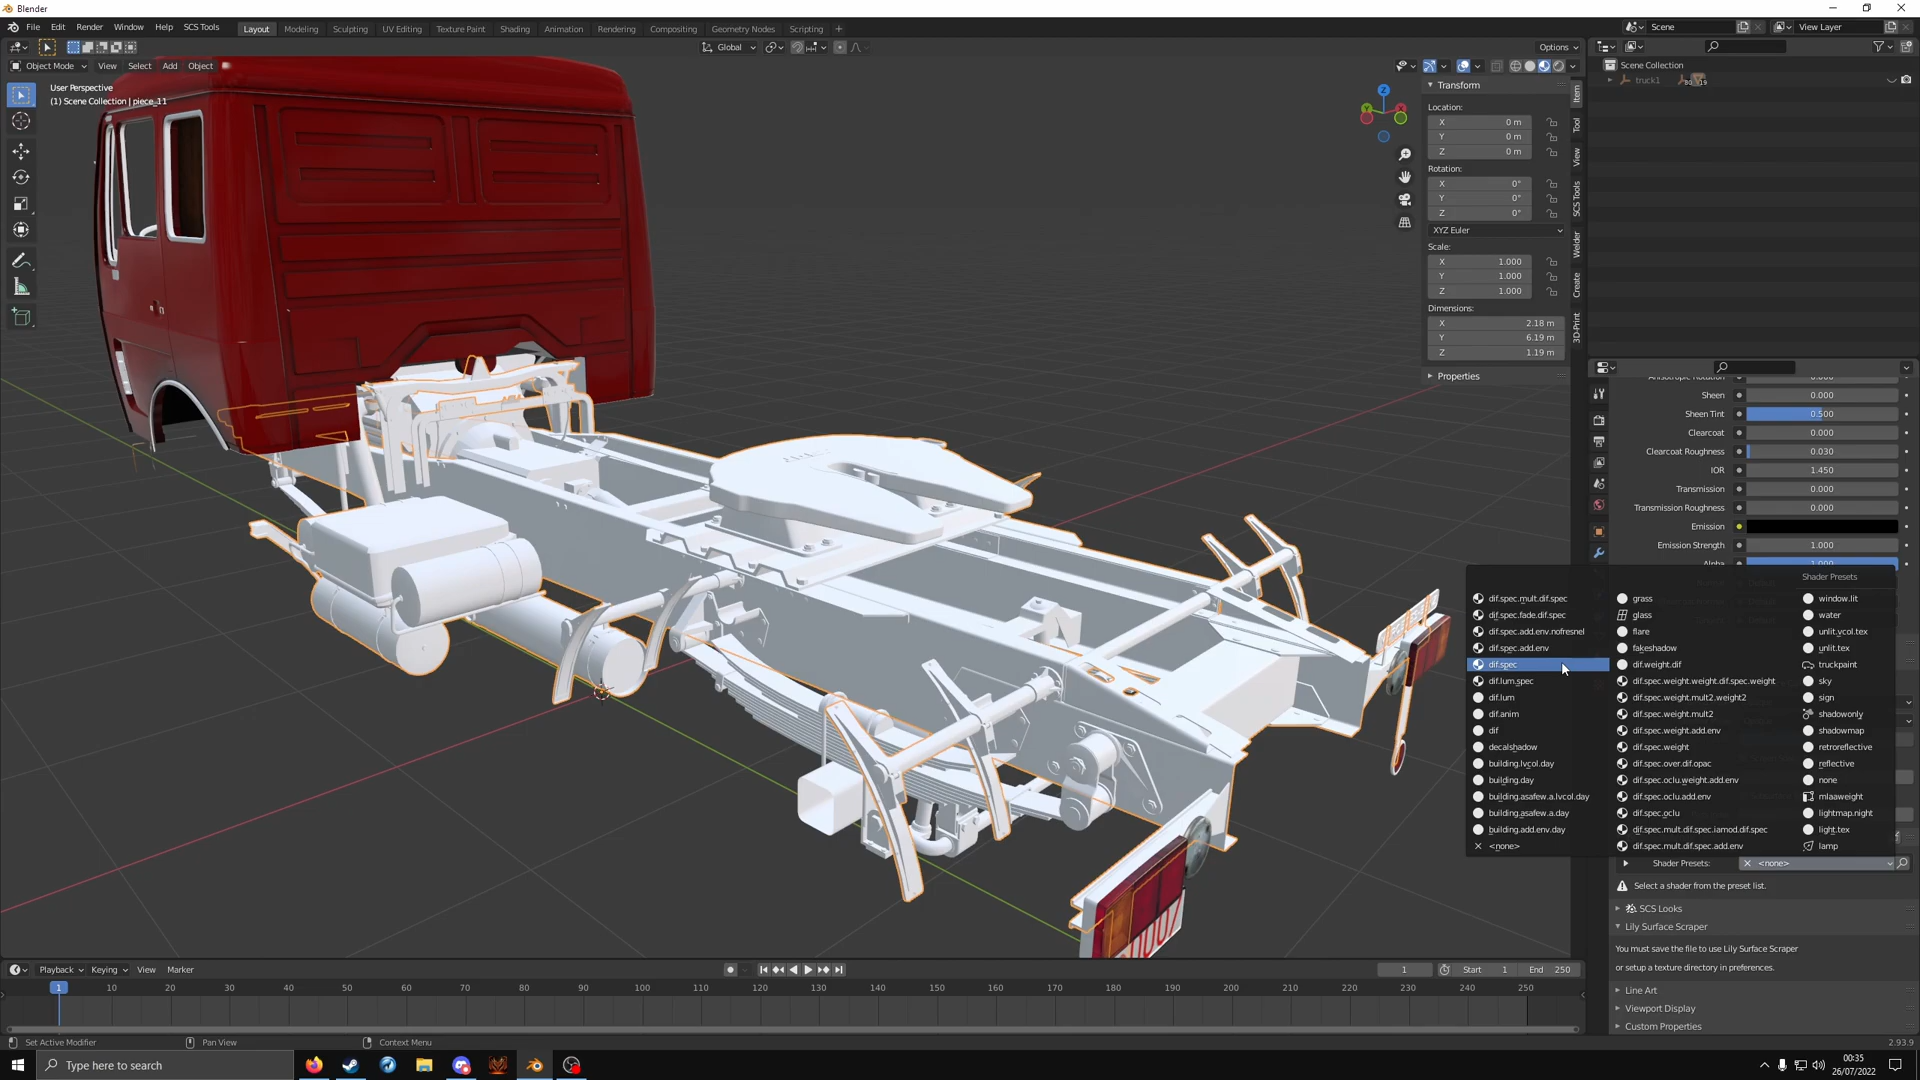 Blender
File Edit Render Window Help SCS Tools
Layout Modeling Sculpting UV Editing Texture Paint Shading Animation Rendering Compositing Geometry Nodes Scripting +
Scene View Layer
Global Options
Object Mode View Select Add Object
User Perspective
(1) Scene Collection | piece_11
Z
Y X
Transform
Location:
X 0 m
Y 0 m
Z 0 m
Rotation:
X 0°
Y 0°
Z 0°
XYZ Euler
Scale:
X 1.000
Y 1.000
Z 1.000
Dimensions:
X 2.18 m
Y 6.19 m
Z 1.19 m
Properties
Item
Tool
View
SCS Tools
Welder
Create
3D-Print
Scene Collection
truck1
Anisotropic Rotation 0.000
Sheen 0.000
Sheen Tint 0.500
Clearcoat 0.000
Clearcoat Roughness 0.030
IOR 1.450
Transmission 0.000
Transmission Roughness 0.000
Emission
Emission Strength 1.000
Alpha 1.000
Shader Presets
dif.spec.mult.dif.spec
dif.spec.fade.dif.spec
dif.spec.add.env.nofresnel
dif.spec.add.env
dif.spec
dif.lum.spec
dif.lum
dif.anim
dif
decalshadow
building.lvcol.day
building.day
building.asafew.a.lvcol.day
building.asafew.a.day
building.add.env.day
<none>
grass
glass
flare
fakeshadow
dif.weight.dif
dif.spec.weight.weight.dif.spec.weight
dif.spec.weight.mult2.weight2
dif.spec.weight.mult2
dif.spec.weight.add.env
dif.spec.weight
dif.spec.over.dif.opac
dif.spec.oclu.weight.add.env
dif.spec.oclu.add.env
dif.spec.oclu
dif.spec.mult.dif.spec.iamod.dif.spec
dif.spec.mult.dif.spec.add.env
window.lit
water
unlit.vcol.tex
unlit.tex
truckpaint
sky
sign
shadowonly
shadowmap
retroreflective
reflective
none
mlaaweight
lightmap.night
light.tex
lamp
Shader Presets: <none>
Select a shader from the preset list.
SCS Looks
Lily Surface Scraper
You must save the file to use Lily Surface Scraper
or setup a texture directory in preferences.
Line Art
Viewport Display
Custom Properties
Playback Keying View Marker
1 Start 1 End 250
1 10 20 30 40 50 60 70 80 90 100 110 120 130 140 150 160 170 180 190 200 210 220 230 240 250
Set Active Modifier Pan View Context Menu 2.93.9
Type here to search
00:35
26/07/2022